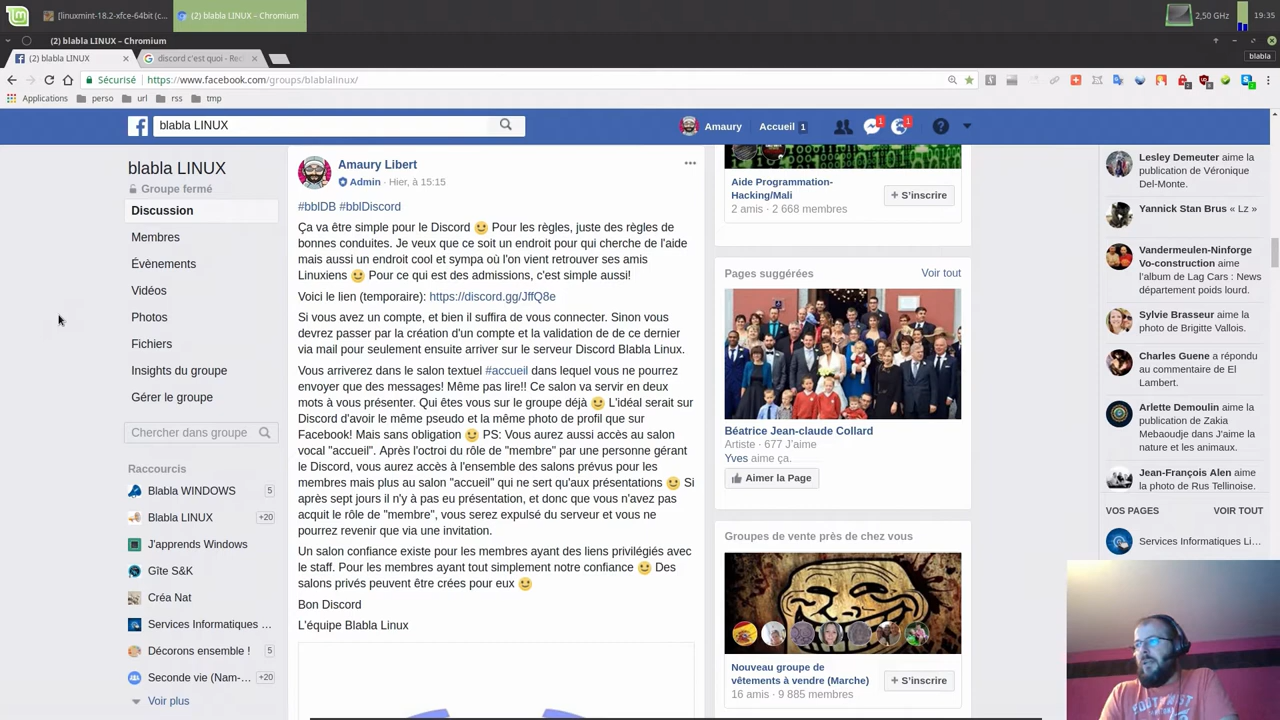 [linuxmint-18.2-xfce-64bit (c...
(2) blabla LINUX – Chromium
2,50 GHz
19:35
(2) blabla LINUX – Chromium
(2) blabla LINUX
discord c'est quoi - Rec
blabla
Sécurisé
https://www.facebook.com/groups/blablalinux/
Applications
perso
url
rss
tmp
blabla LINUX
Amaury
Accueil 1
1
1
blabla LINUX
Groupe fermé
Discussion
Membres
Évènements
Vidéos
Photos
Fichiers
Insights du groupe
Gérer le groupe
Chercher dans groupe
Raccourcis
Blabla WINDOWS 5
Blabla LINUX +20
J'apprends Windows
Gîte S&K
Créa Nat
Services Informatiques ...
Décorons ensemble ! 5
Seconde vie (Nam-... +20
Voir plus
Amaury Libert
Admin · Hier, à 15:15
#bblDB #bblDiscord
Ça va être simple pour le Discord 😉 Pour les règles, juste des règles de
bonnes conduites. Je veux que ce soit un endroit pour qui cherche de l'aide
mais aussi un endroit cool et sympa où l'on vient retrouver ses amis
Linuxiens 😉 Pour ce qui est des admissions, c'est simple aussi!
Voici le lien (temporaire): https://discord.gg/JffQ8e
Si vous avez un compte, et bien il suffira de vous connecter. Sinon vous
devrez passer par la création d'un compte et la validation de ce dernier
via mail pour seulement ensuite arriver sur le serveur Discord Blabla Linux.
Vous arriverez dans le salon textuel #accueil dans lequel vous ne pourrez
envoyer que des messages! Même pas lire!! Ce salon va servir en deux
mots à vous présenter. Qui êtes vous sur le groupe déjà 😉 L'idéal serait sur
Discord d'avoir le même pseudo et la même photo de profil que sur
Facebook! Mais sans obligation 😉 PS: Vous aurez aussi accès au salon
vocal "accueil". Après l'octroi du rôle de "membre" par une personne gérant
le Discord, vous aurez accès à l'ensemble des salons prévus pour les
membres mais plus au salon "accueil" qui ne sert qu'aux présentations 😉 Si
après sept jours il n'y à pas eu présentation, et donc que vous n'avez pas
acquit le rôle de "membre", vous serez expulsé du serveur et vous ne
pourrez revenir que via une invitation.
Un salon confiance existe pour les membres ayant des liens privilégiés avec
le staff. Pour les membres ayant tout simplement notre confiance 😉 Des
salons privés peuvent être crées pour eux 😉
Bon Discord
L'équipe Blabla Linux
Aide Programmation-
Hacking/Mali
2 amis · 2 668 membres
+ S'inscrire
Pages suggérées
Voir tout
Béatrice Jean-claude Collard
Artiste · 677 J'aime
Yves aime ça.
Aimer la Page
Groupes de vente près de chez vous
Nouveau groupe de
vêtements à vendre (Marche)
16 amis · 9 885 membres
+ S'inscrire
Lesley Demeuter aime la
publication de Véronique
Del-Monte.
Yannick Stan Brus « Lz »
Vandermeulen-Ninforge
Vo-construction aime
l'album de Lag Cars : News
département poids lourd.
Sylvie Brasseur aime la
photo de Brigitte Vallois.
Charles Guene a répondu
au commentaire de El
Lambert.
Arlette Demoulin aime la
publication de Zakia
Mebaoudje dans J'aime la
nature et les animaux.
Jean-François Alen aime
la photo de Rus Tellinoise.
VOS PAGES
VOIR TOUT
Services Informatiques Li...